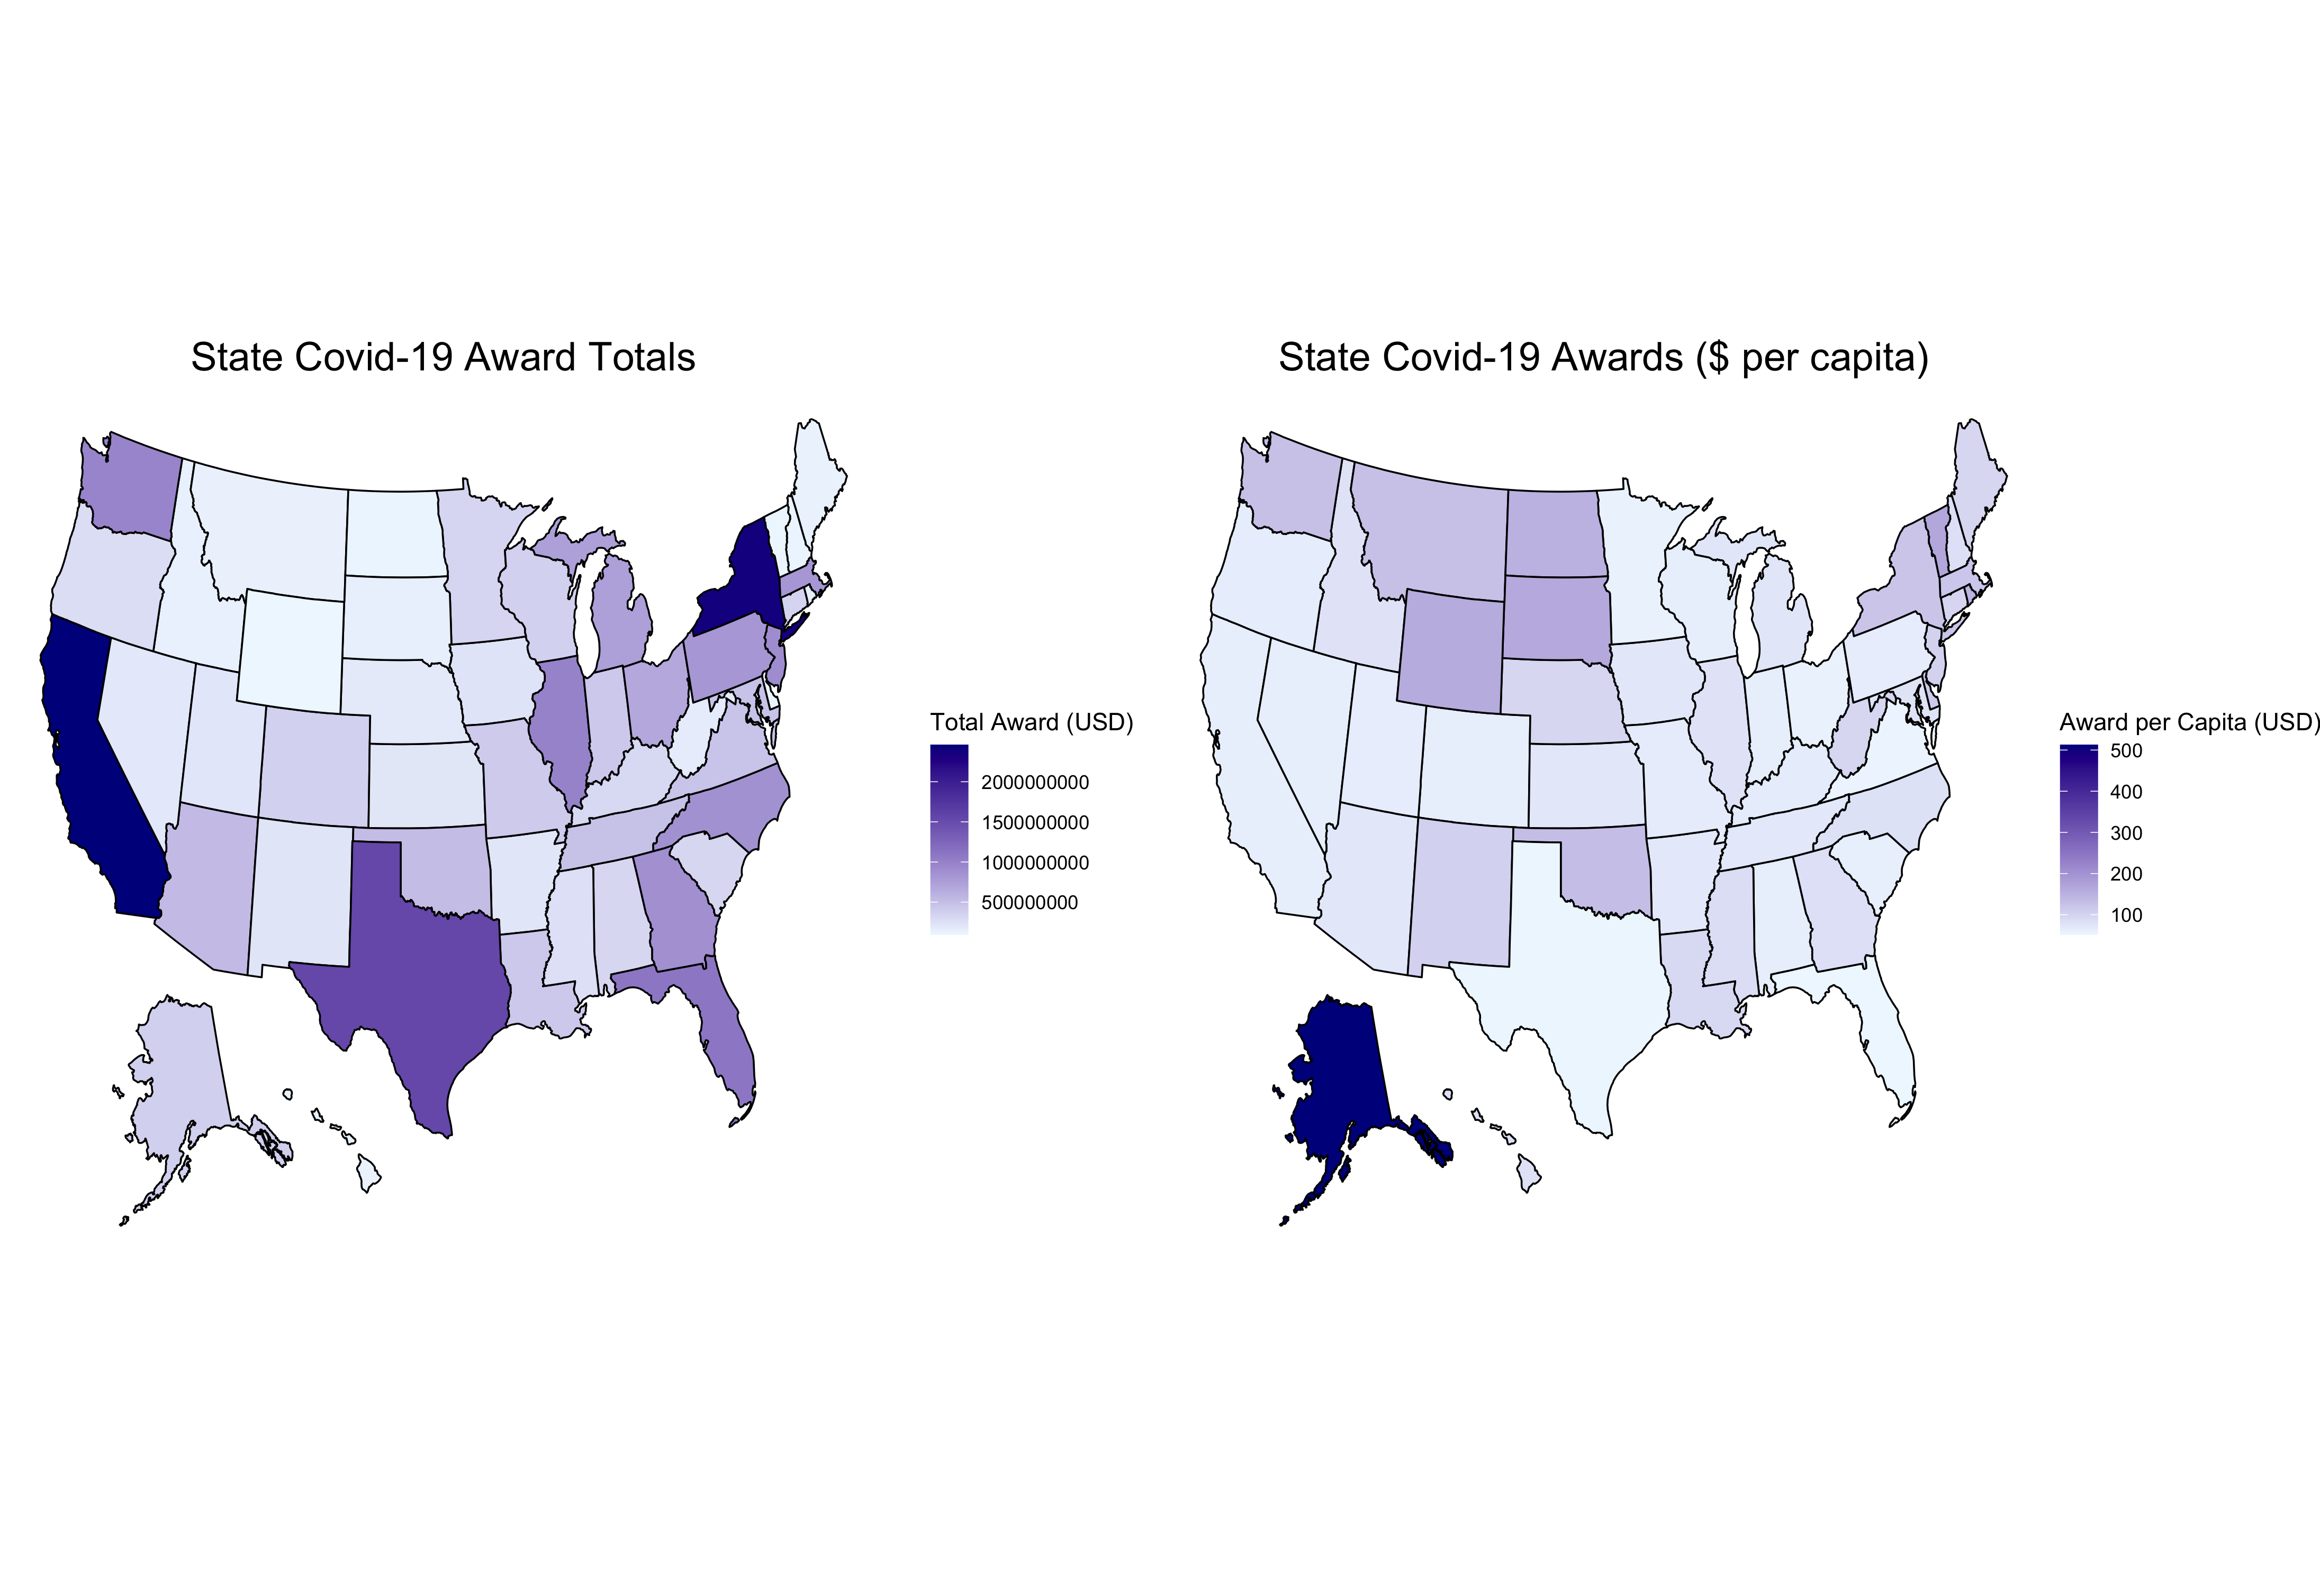 State Covid-19 Award Totals
Total Award (USD)
2000000000
1500000000
1000000000
500000000
State Covid-19 Awards ($ per capita)
Award per Capita (USD)
500
400
300
200
100